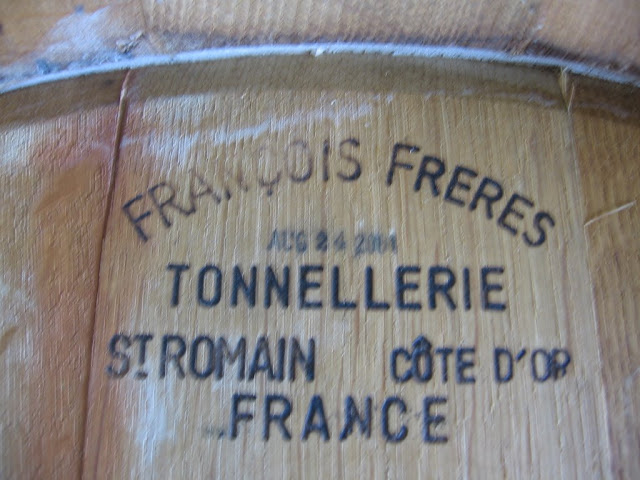 FRANÇOIS FRERES
AUG 24 2001
TONNELLERIE
ST ROMAIN CÔTE D'OR
FRANCE